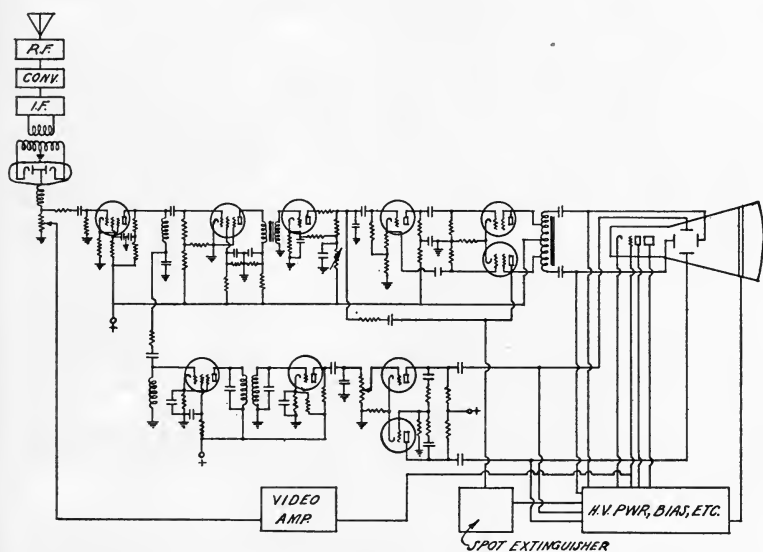 R.F.
CONV.
I.F.
VIDEO
AMP.
SPOT EXTINGUISHER
H.V. PWR, BIAS, ETC.